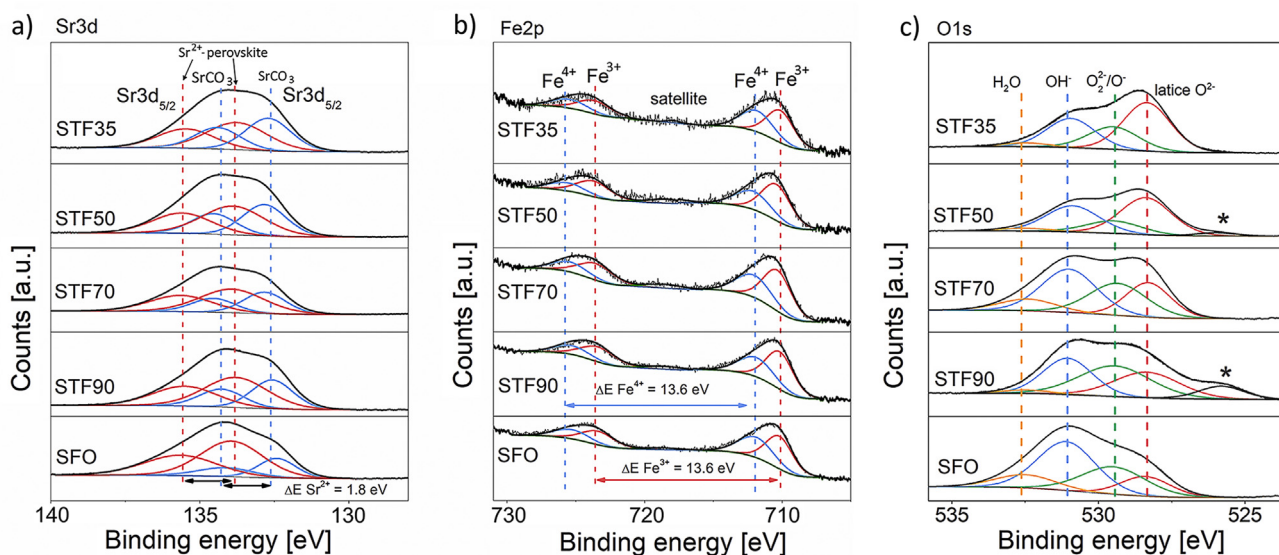 a)
Sr3d
Sr²⁺- perovskite
SrCO₃
SrCO₃
Sr3d₅/₂
Sr3d₅/₂
STF35
STF50
STF70
STF90
SFO
ΔE Sr²⁺ = 1.8 eV
Counts [a.u.]
140
135
130
Binding energy [eV]
b)
Fe2p
Fe⁴⁺
Fe³⁺
satellite
Fe⁴⁺
Fe³⁺
STF35
STF50
STF70
STF90
ΔE Fe⁴⁺ = 13.6 eV
SFO
ΔE Fe³⁺ = 13.6 eV
Counts [a.u.]
730
720
710
Binding energy [eV]
c)
O1s
H₂O
OH⁻
O₂²⁻/O⁻
latice O²⁻
STF35
STF50
*
STF70
STF90
*
SFO
Counts [a.u.]
535
530
525
Binding energy [eV]